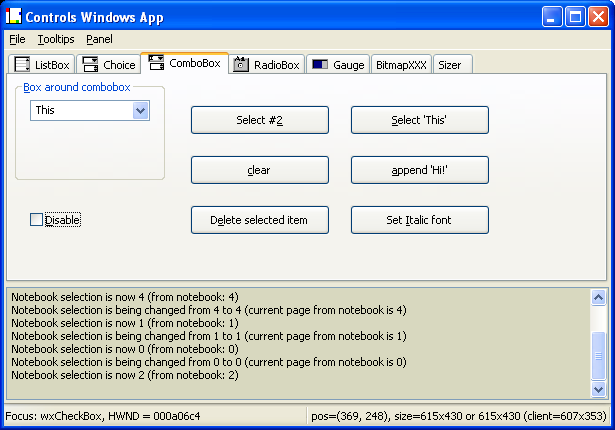 Controls Windows App
File Tooltips Panel
ListBox Choice ComboBox RadioBox Gauge BitmapXXX Sizer
Box around combobox
This
Select #2
Select 'This'
clear
append 'Hi!'
Disable
Delete selected item
Set Italic font
Notebook selection is now 4 (from notebook: 4)
Notebook selection is being changed from 4 to 4 (current page from notebook is 4)
Notebook selection is now 1 (from notebook: 1)
Notebook selection is being changed from 1 to 1 (current page from notebook is 1)
Notebook selection is now 0 (from notebook: 0)
Notebook selection is being changed from 0 to 0 (current page from notebook is 0)
Notebook selection is now 2 (from notebook: 2)
Focus: wxCheckBox, HWND = 000a06c4
pos=(369, 248), size=615x430 or 615x430 (client=607x353)